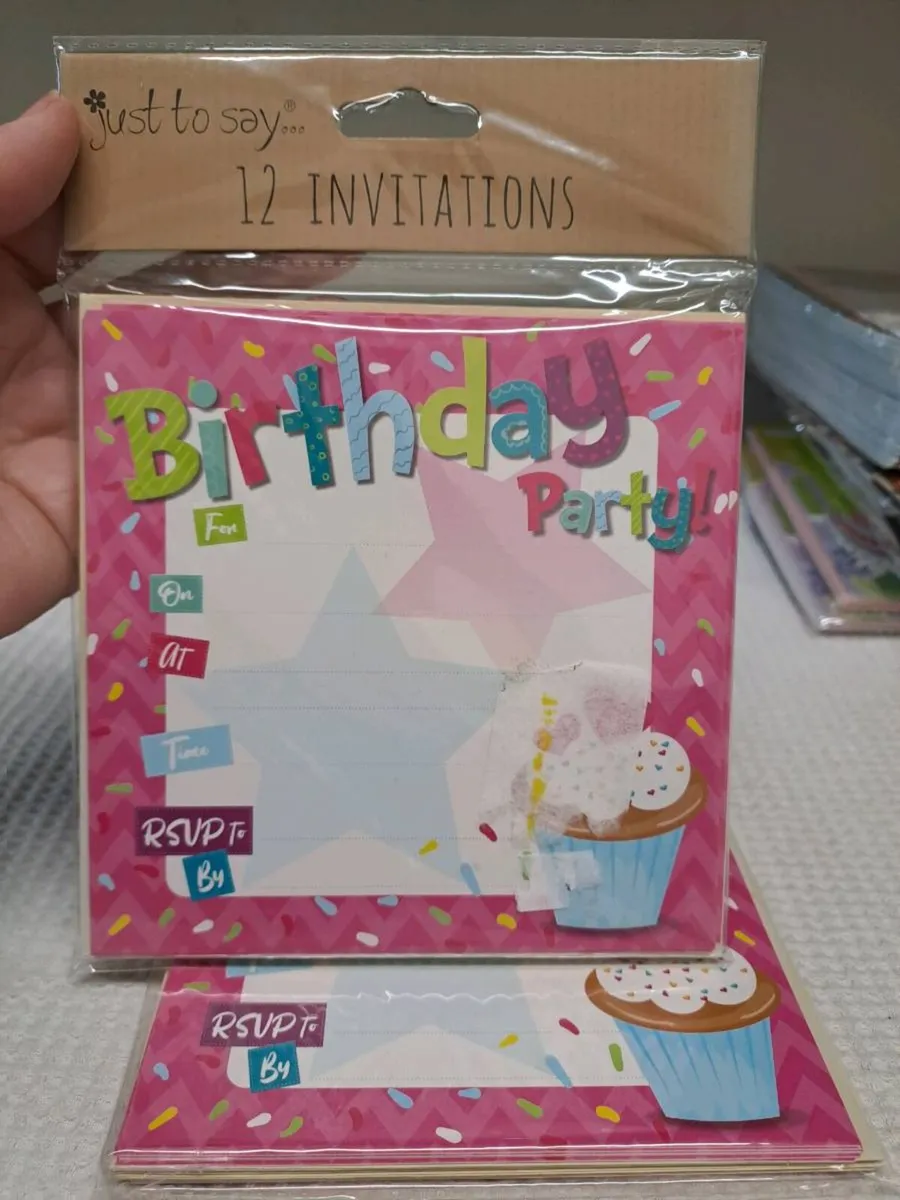 just to say®...
12 INVITATIONS
Birthday
Party!
For
On
AT
Time
RSVP To
By
RSVP To
By